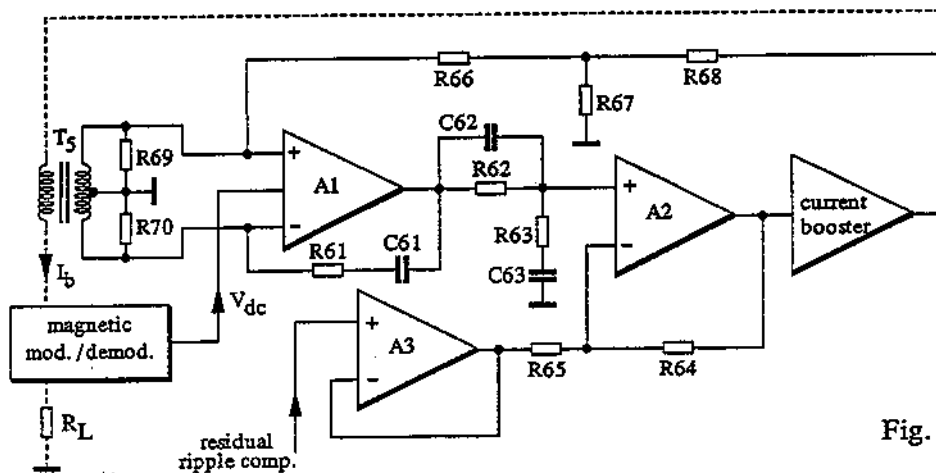 R66
R68
R67
C62
T5
R69
A1
R62
A2
current
booster
R70
R63
R61
C61
C63
Ib
Vdc
magnetic
mod./demod.
A3
R65
R64
RL
residual
ripple comp.
Fig.
+
−
+
−
+
−